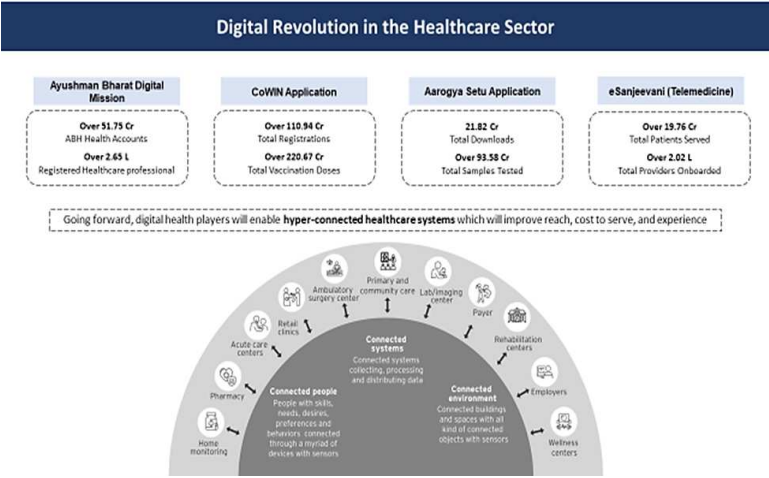 Digital Revolution in the Healthcare Sector
Ayushman Bharat Digital
Mission
Over 51.75 Cr
ABH Health Accounts
Over 2.65 L
Registered Healthcare professional
CoWIN Application
Over 110.94 Cr
Total Registrations
Over 220.67 Cr
Total Vaccination Doses
Aarogya Setu Application
21.82 Cr
Total Downloads
Over 93.58 Cr
Total Samples Tested
eSanjeevani (Telemedicine)
Over 19.76 Cr
Total Patients Served
Over 2.02 L
Total Providers Onboarded
Going forward, digital health players will enable hyper-connected healthcare systems which will improve reach, cost to serve, and experience
Home
monitoring
Pharmacy
Acute care
centers
Retail
clinics
Ambulatory
surgery center
Primary and
community care
Lab/imaging
center
Payer
Rehabilitation
centers
Employers
Wellness
centers
Connected people
People with skills,
needs, desires,
preferences and
behaviors connected
through a myriad of
devices with sensors
Connected
systems
Connected systems
collecting, processing
and distributing data
Connected
environment
Connected buildings
and spaces with all
kind of connected
objects with sensors